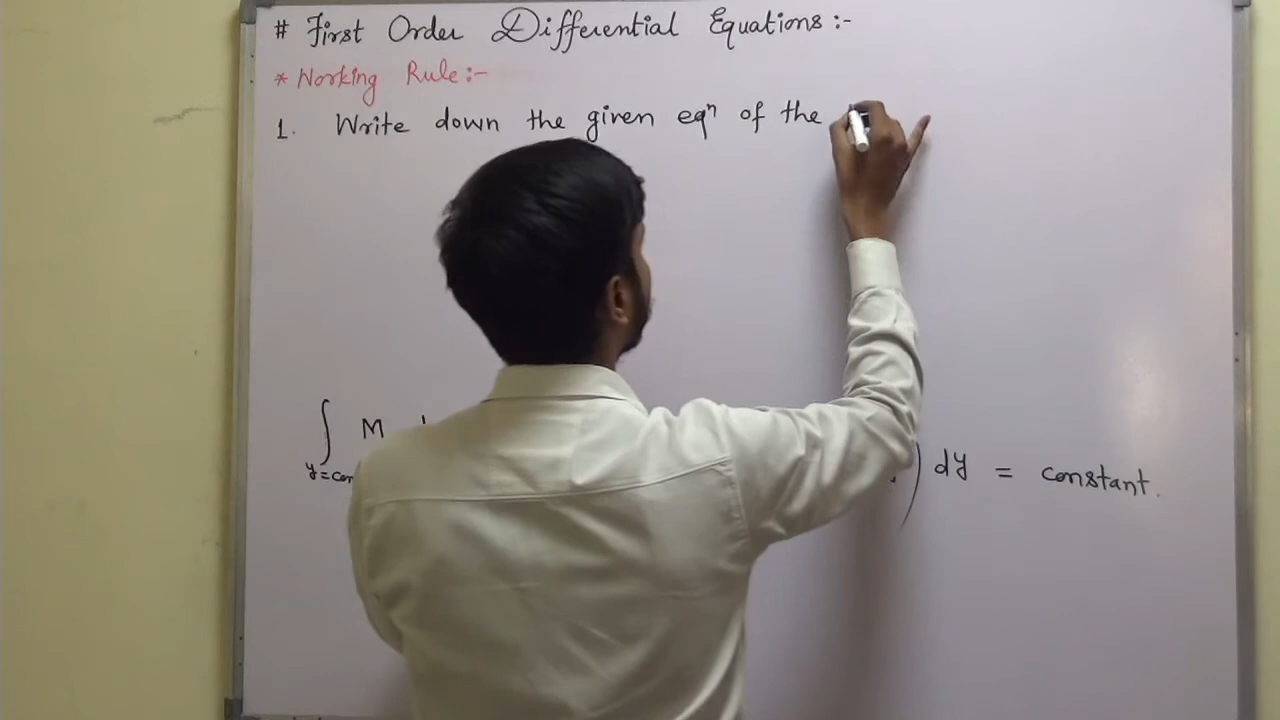 # First Order Differential Equations :-
* Working Rule:-
1. Write down the given eqⁿ of the
∫ M
y=con
) dy = constant.